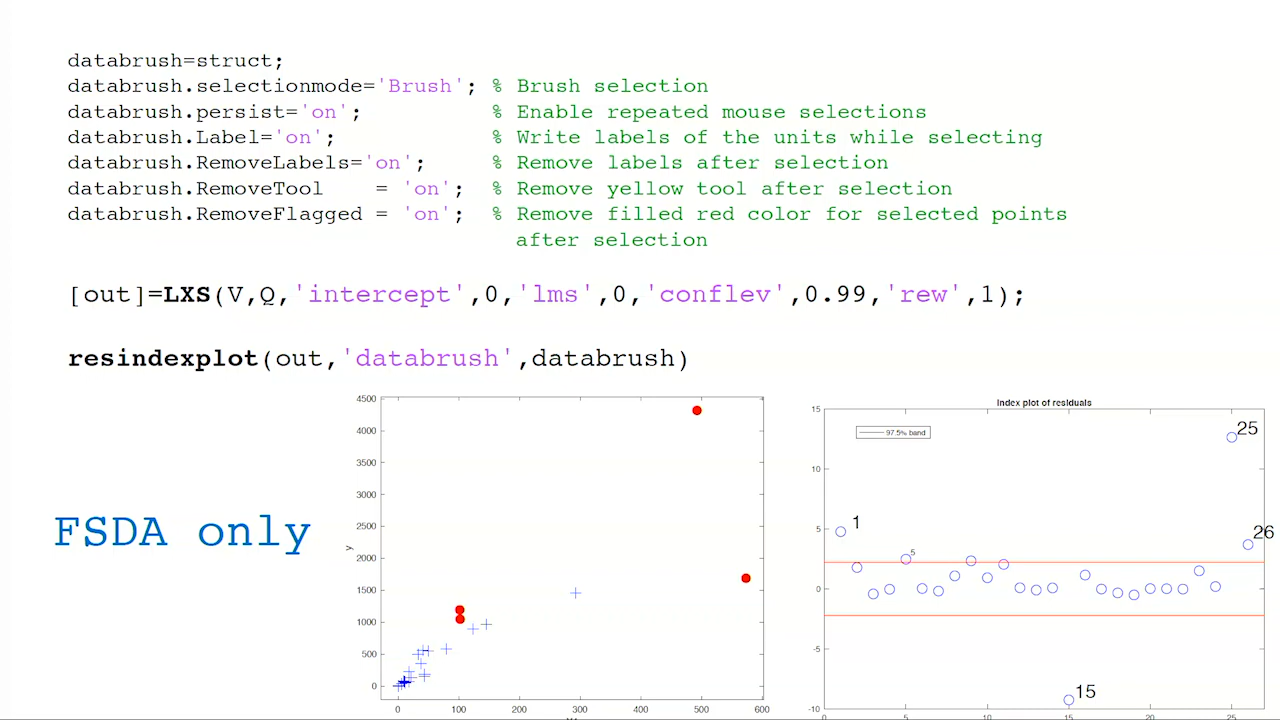 databrush=struct;
databrush.selectionmode='Brush'; % Brush selection
databrush.persist='on'; % Enable repeated mouse selections
databrush.Label='on'; % Write labels of the units while selecting
databrush.RemoveLabels='on'; % Remove labels after selection
databrush.RemoveTool = 'on'; % Remove yellow tool after selection
databrush.RemoveFlagged = 'on'; % Remove filled red color for selected points
after selection
[out]=LXS(V,Q,'intercept',0,'lms',0,'conflev',0.99,'rew',1);
resindexplot(out,'databrush',databrush)
FSDA only
4500
4000
3500
3000
2500
2000
1500
1000
500
0
y
0 100 200 300 400 500 600
Index plot of residuals
97.5% band
15
10
5
0
-5
-10
1
5
25
26
15
0 5 10 15 20 25